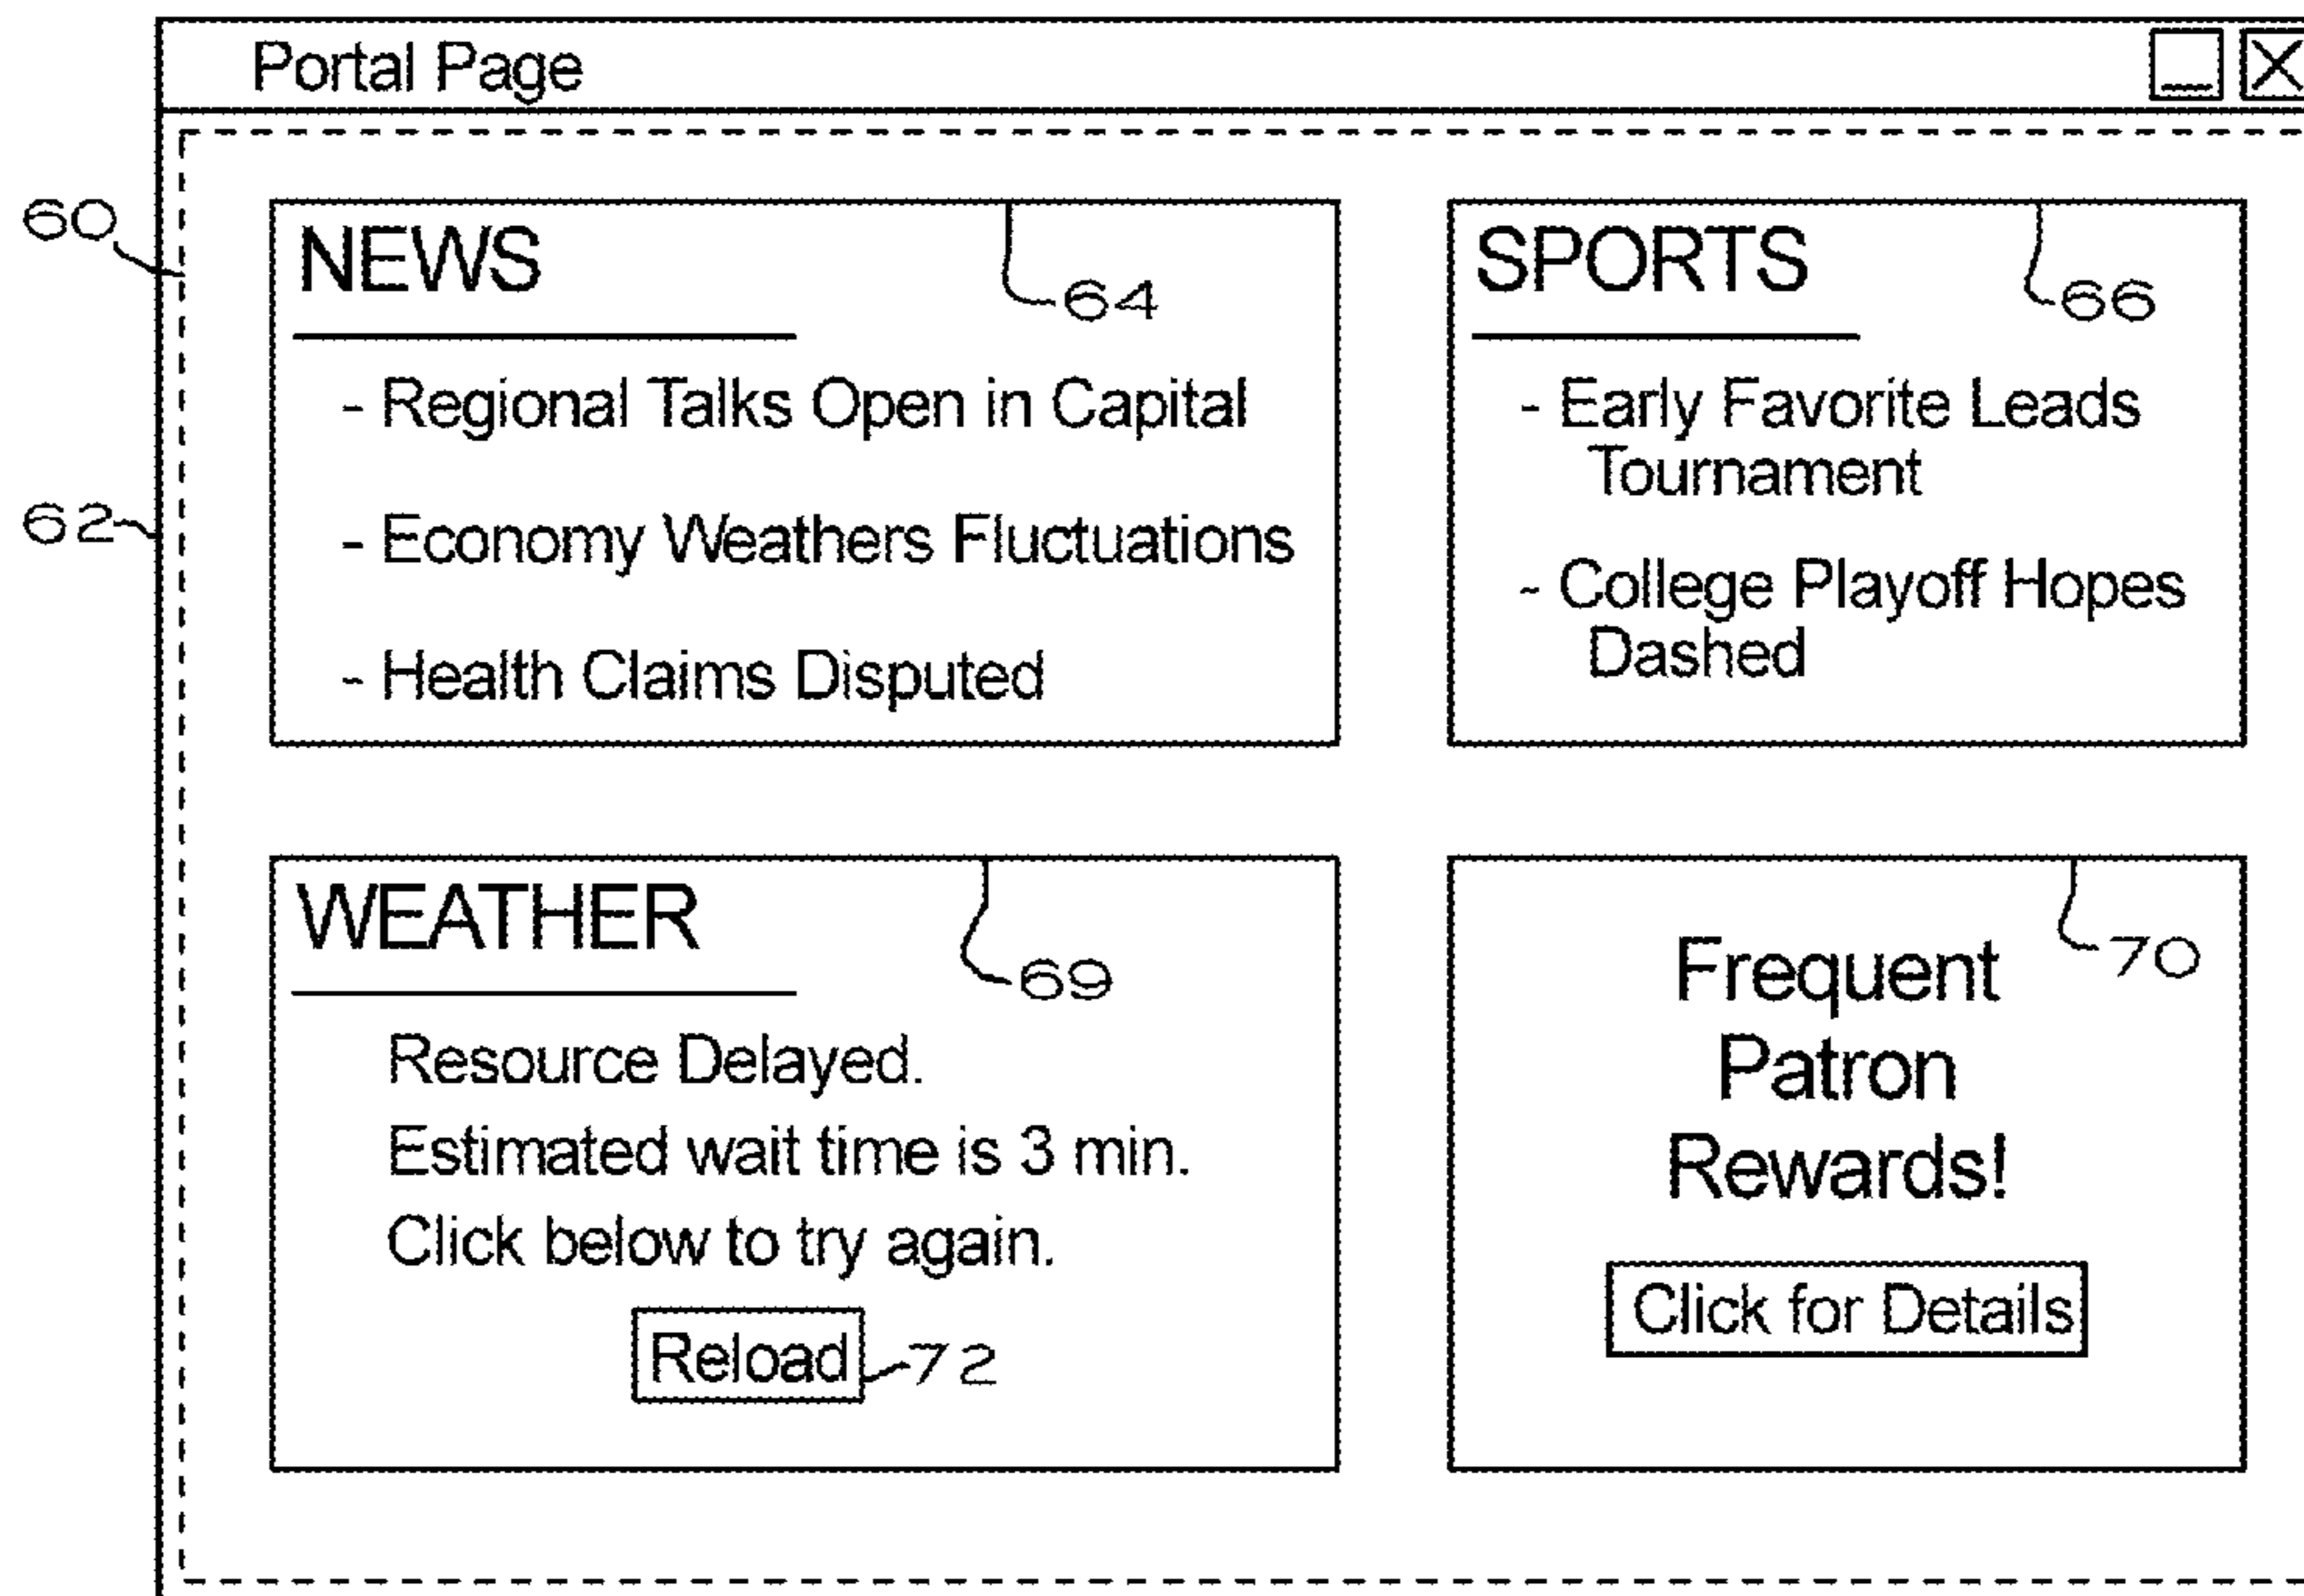 Portal Page
60
62
NEWS
64
- Regional Talks Open in Capital
- Economy Weathers Fluctuations
- Health Claims Disputed
SPORTS
66
- Early Favorite Leads
Tournament
- College Playoff Hopes
Dashed
WEATHER
69
Resource Delayed.
Estimated wait time is 3 min.
Click below to try again.
Reload
72
70
Frequent
Patron
Rewards!
Click for Details